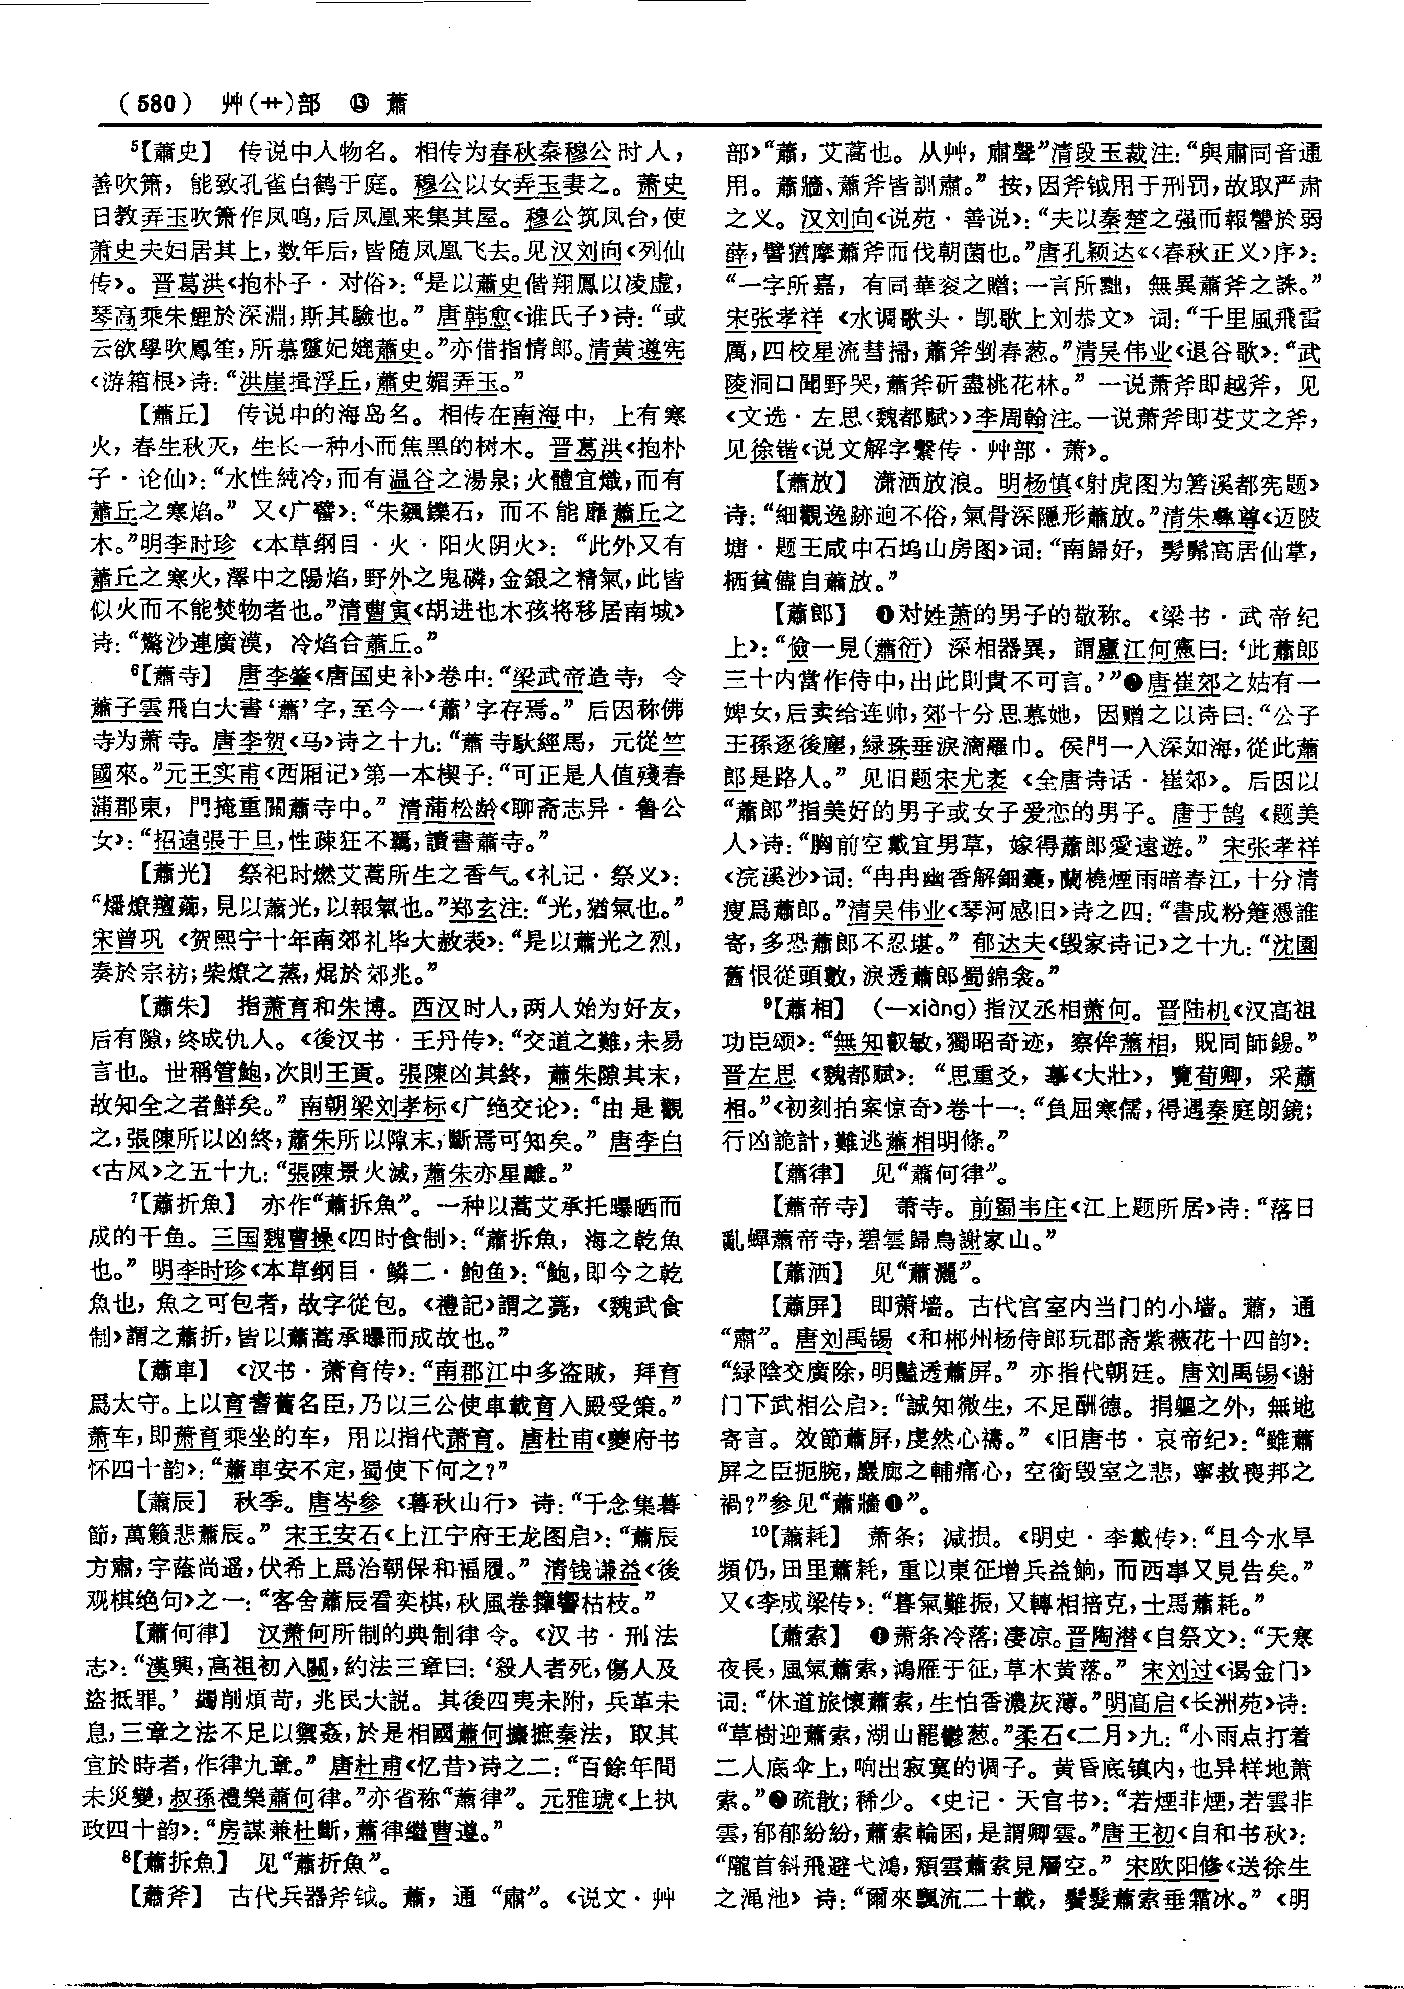 (580) 艸(艹)部 ⑬ 蕭
⁵【蕭史】 传说中人物名。相传为春秋秦穆公时人，
善吹箫，能致孔雀白鹤于庭。穆公以女弄玉妻之。萧史
日教弄玉吹箫作凤鸣，后凤凰来集其屋。穆公筑凤台，使
萧史夫妇居其上，数年后，皆随凤凰飞去。见汉刘向《列仙
传》。晋葛洪《抱朴子·对俗》：“是以蕭史偕翔鳳以凌虚，
琴高乘朱鯉於深淵，斯其驗也。”唐韩愈《谁氏子》诗：“或
云欲學吹鳳笙，所慕靈妃媲蕭史。”亦借指情郎。清黄遵宪
《游箱根》诗：“洪崖揖浮丘，蕭史媚弄玉。”
【蕭丘】 传说中的海岛名。相传在南海中，上有寒
火，春生秋灭，生长一种小而焦黑的树木。晋葛洪《抱朴
子·论仙》：“水性純冷，而有温谷之湯泉；火體宜熾，而有
蕭丘之寒焰。”又《广譬》：“朱飆鑠石，而不能靡蕭丘之
木。”明李时珍《本草纲目·火·阳火阴火》：“此外又有
蕭丘之寒火，澤中之陽焰，野外之鬼磷，金銀之精氣，此皆
似火而不能焚物者也。”清曹寅《胡进也木孩将移居南城》
诗：“驚沙連廣漠，冷焰合蕭丘。”
⁶【蕭寺】 唐李肇《唐国史补》卷中：“梁武帝造寺，令
蕭子雲飛白大書‘蕭’字，至今一‘蕭’字存焉。”后因称佛
寺为萧寺。唐李贺《马》诗之十九：“蕭寺馱經馬，元從竺
國來。”元王实甫《西厢记》第一本楔子：“可正是人值殘春
蒲郡東，門掩重關蕭寺中。”清蒲松龄《聊斋志异·鲁公
女》：“招遠張于旦，性疎狂不羈，讀書蕭寺。”
【蕭光】 祭祀时燃艾蒿所生之香气。《礼记·祭义》：
“燔燎羶薌，見以蕭光，以報氣也。”郑玄注：“光，猶氣也。”
宋曾巩《贺熙宁十年南郊礼毕大赦表》：“是以蕭光之烈，
奏於宗祊；柴燎之蒸，焜於郊兆。”
【蕭朱】 指萧育和朱博。西汉时人，两人始为好友，
后有隙，终成仇人。《後汉书·王丹传》：“交道之難，未易
言也。世稱管鮑，次則王貢。張陳凶其終，蕭朱隙其末，
故知全之者鮮矣。”南朝梁刘孝标《广绝交论》：“由是觀
之，張陳所以凶終，蕭朱所以隙末，斷焉可知矣。”唐李白
《古风》之五十九：“張陳景火滅，蕭朱亦星離。”
⁷【蕭折魚】 亦作“蕭拆魚”。一种以蒿艾承托曝晒而
成的干鱼。三国魏曹操《四时食制》：“蕭拆魚，海之乾魚
也。”明李时珍《本草纲目·鳞二·鲍鱼》：“鮑，即今之乾
魚也，魚之可包者，故字從包。《禮記》謂之薧，《魏武食
制》謂之蕭折，皆以蕭蒿承曝而成故也。”
【蕭車】 《汉书·萧育传》：“南郡江中多盗賊，拜育
爲太守。上以育耆舊名臣，乃以三公使車載育入殿受策。”
萧车，即萧育乘坐的车，用以指代萧育。唐杜甫《夔府书
怀四十韵》：“蕭車安不定，蜀使下何之？”
【蕭辰】 秋季。唐岑参《暮秋山行》诗：“千念集暮
節，萬籟悲蕭辰。”宋王安石《上江宁府王龙图启》：“蕭辰
方肅，字蔭尚遥，伏希上爲治朝保和福履。”清钱谦益《後
观棋绝句》之一：“客舍蕭辰看奕棋，秋風卷籜響枯枝。”
【蕭何律】 汉萧何所制的典制律令。《汉书·刑法
志》：“漢興，高祖初入關，約法三章曰：‘殺人者死，傷人及
盗抵罪。’蠲削煩苛，兆民大説。其後四夷未附，兵革未
息，三章之法不足以禦姦，於是相國蕭何攗摭秦法，取其
宜於時者，作律九章。”唐杜甫《忆昔》诗之二：“百餘年間
未災變，叔孫禮樂蕭何律。”亦省称“蕭律”。元雅琥《上执
政四十韵》：“房謀兼杜斷，蕭律繼曹遵。”
⁸【蕭拆魚】 见“蕭折魚”。
【蕭斧】 古代兵器斧钺。蕭，通“肅”。《说文·艸
部》“蕭，艾蒿也。从艸，肅聲”清段玉裁注：“與肅同音通
用。蕭牆、蕭斧皆訓肅。”按，因斧钺用于刑罚，故取严肃
之义。汉刘向《说苑·善说》：“夫以秦楚之强而報讐於弱
薛，譬猶摩蕭斧而伐朝菌也。”唐孔颖达《〈春秋正义〉序》：
“一字所嘉，有同華衮之贈；一言所黜，無異蕭斧之誅。”
宋张孝祥《水调歌头·凯歌上刘恭文》词：“千里風飛雷
厲，四校星流彗掃，蕭斧剉春葱。”清吴伟业《退谷歌》：“武
陵洞口聞野哭，蕭斧斫盡桃花林。”一说萧斧即越斧，见
《文选·左思〈魏都赋〉》李周翰注。一说萧斧即芟艾之斧，
见徐锴《说文解字繫传·艸部·萧》。
【蕭放】 潇洒放浪。明杨慎《射虎图为箬溪都宪题》
诗：“細觀逸跡迥不俗，氣骨深隱形蕭放。”清朱彝尊《迈陂
塘·题王咸中石坞山房图》词：“南歸好，髣髴高居仙掌，
栖貧儘自蕭放。”
【蕭郎】 ❶对姓萧的男子的敬称。《梁书·武帝纪
上》：“儉一見（蕭衍）深相器異，謂廬江何憲曰：‘此蕭郎
三十内當作侍中，出此則貴不可言。’”❷唐崔郊之姑有一
婢女，后卖给连帅，郊十分思慕她，因赠之以诗曰：“公子
王孫逐後塵，緑珠垂淚滴羅巾。侯門一入深如海，從此蕭
郎是路人。”见旧题宋尤袤《全唐诗话·崔郊》。后因以
“蕭郎”指美好的男子或女子爱恋的男子。唐于鹄《题美
人》诗：“胸前空戴宜男草，嫁得蕭郎愛遠遊。”宋张孝祥
《浣溪沙》词：“冉冉幽香解鈿囊，蘭橈煙雨暗春江，十分清
瘦爲蕭郎。”清吴伟业《琴河感旧》诗之四：“書成粉箑憑誰
寄，多恐蕭郎不忍堪。”郁达夫《毁家诗记》之十九：“沈園
舊恨從頭數，淚透蕭郎蜀錦衾。”
⁹【蕭相】 (—xiàng)指汉丞相萧何。晋陆机《汉高祖
功臣颂》：“無知叡敏，獨昭奇迹，察侔蕭相，貺同師錫。”
晋左思《魏都赋》：“思重爻，摹《大壯》，覽荀卿，采蕭
相。”《初刻拍案惊奇》卷十一：“負屈寒儒，得遇秦庭朗鏡；
行凶詭計，難逃蕭相明條。”
【蕭律】 见“蕭何律”。
【蕭帝寺】 萧寺。前蜀韦庄《江上题所居》诗：“落日
亂蟬蕭帝寺，碧雲歸鳥謝家山。”
【蕭洒】 见“蕭灑”。
【蕭屏】 即萧墙。古代宫室内当门的小墙。蕭，通
“肅”。唐刘禹锡《和郴州杨侍郎玩郡斋紫薇花十四韵》：
“緑陰交廣除，明豔透蕭屏。”亦指代朝廷。唐刘禹锡《谢
门下武相公启》：“誠知微生，不足酬德。捐軀之外，無地
寄言。效節蕭屏，虔然心禱。”《旧唐书·哀帝纪》：“雖蕭
屏之臣扼腕，巖廊之輔痛心，空銜毁室之悲，寧救喪邦之
禍？”参见“蕭牆❶”。
¹⁰【蕭耗】 萧条；减损。《明史·李戴传》：“且今水旱
頻仍，田里蕭耗，重以東征增兵益餉，而西事又見告矣。”
又《李成梁传》：“暮氣難振，又轉相掊克，士馬蕭耗。”
【蕭索】 ❶萧条冷落；凄凉。晋陶潜《自祭文》：“天寒
夜長，風氣蕭索，鴻雁于征，草木黄落。”宋刘过《谒金门》
词：“休道旅懷蕭索，生怕香濃灰薄。”明高启《长洲苑》诗：
“草樹迎蕭索，湖山罷鬱葱。”柔石《二月》九：“小雨点打着
二人底伞上，响出寂寞的调子。黄昏底镇内，也异样地萧
索。”❷疏散；稀少。《史记·天官书》：“若煙非煙，若雲非
雲，郁郁紛紛，蕭索輪囷，是謂卿雲。”唐王初《自和书秋》：
“隴首斜飛避弋鴻，頽雲蕭索見層空。”宋欧阳修《送徐生
之渑池》诗：“爾來飄流二十載，鬢髮蕭索垂霜冰。”《明